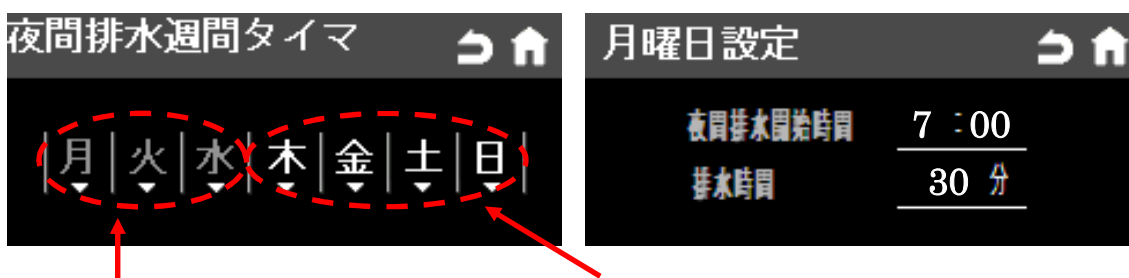 夜間排水週間タイマ
月 火 水 木 金 土 日
月曜日設定
夜間排水開始時間 7 : 00
排水時間 30 分